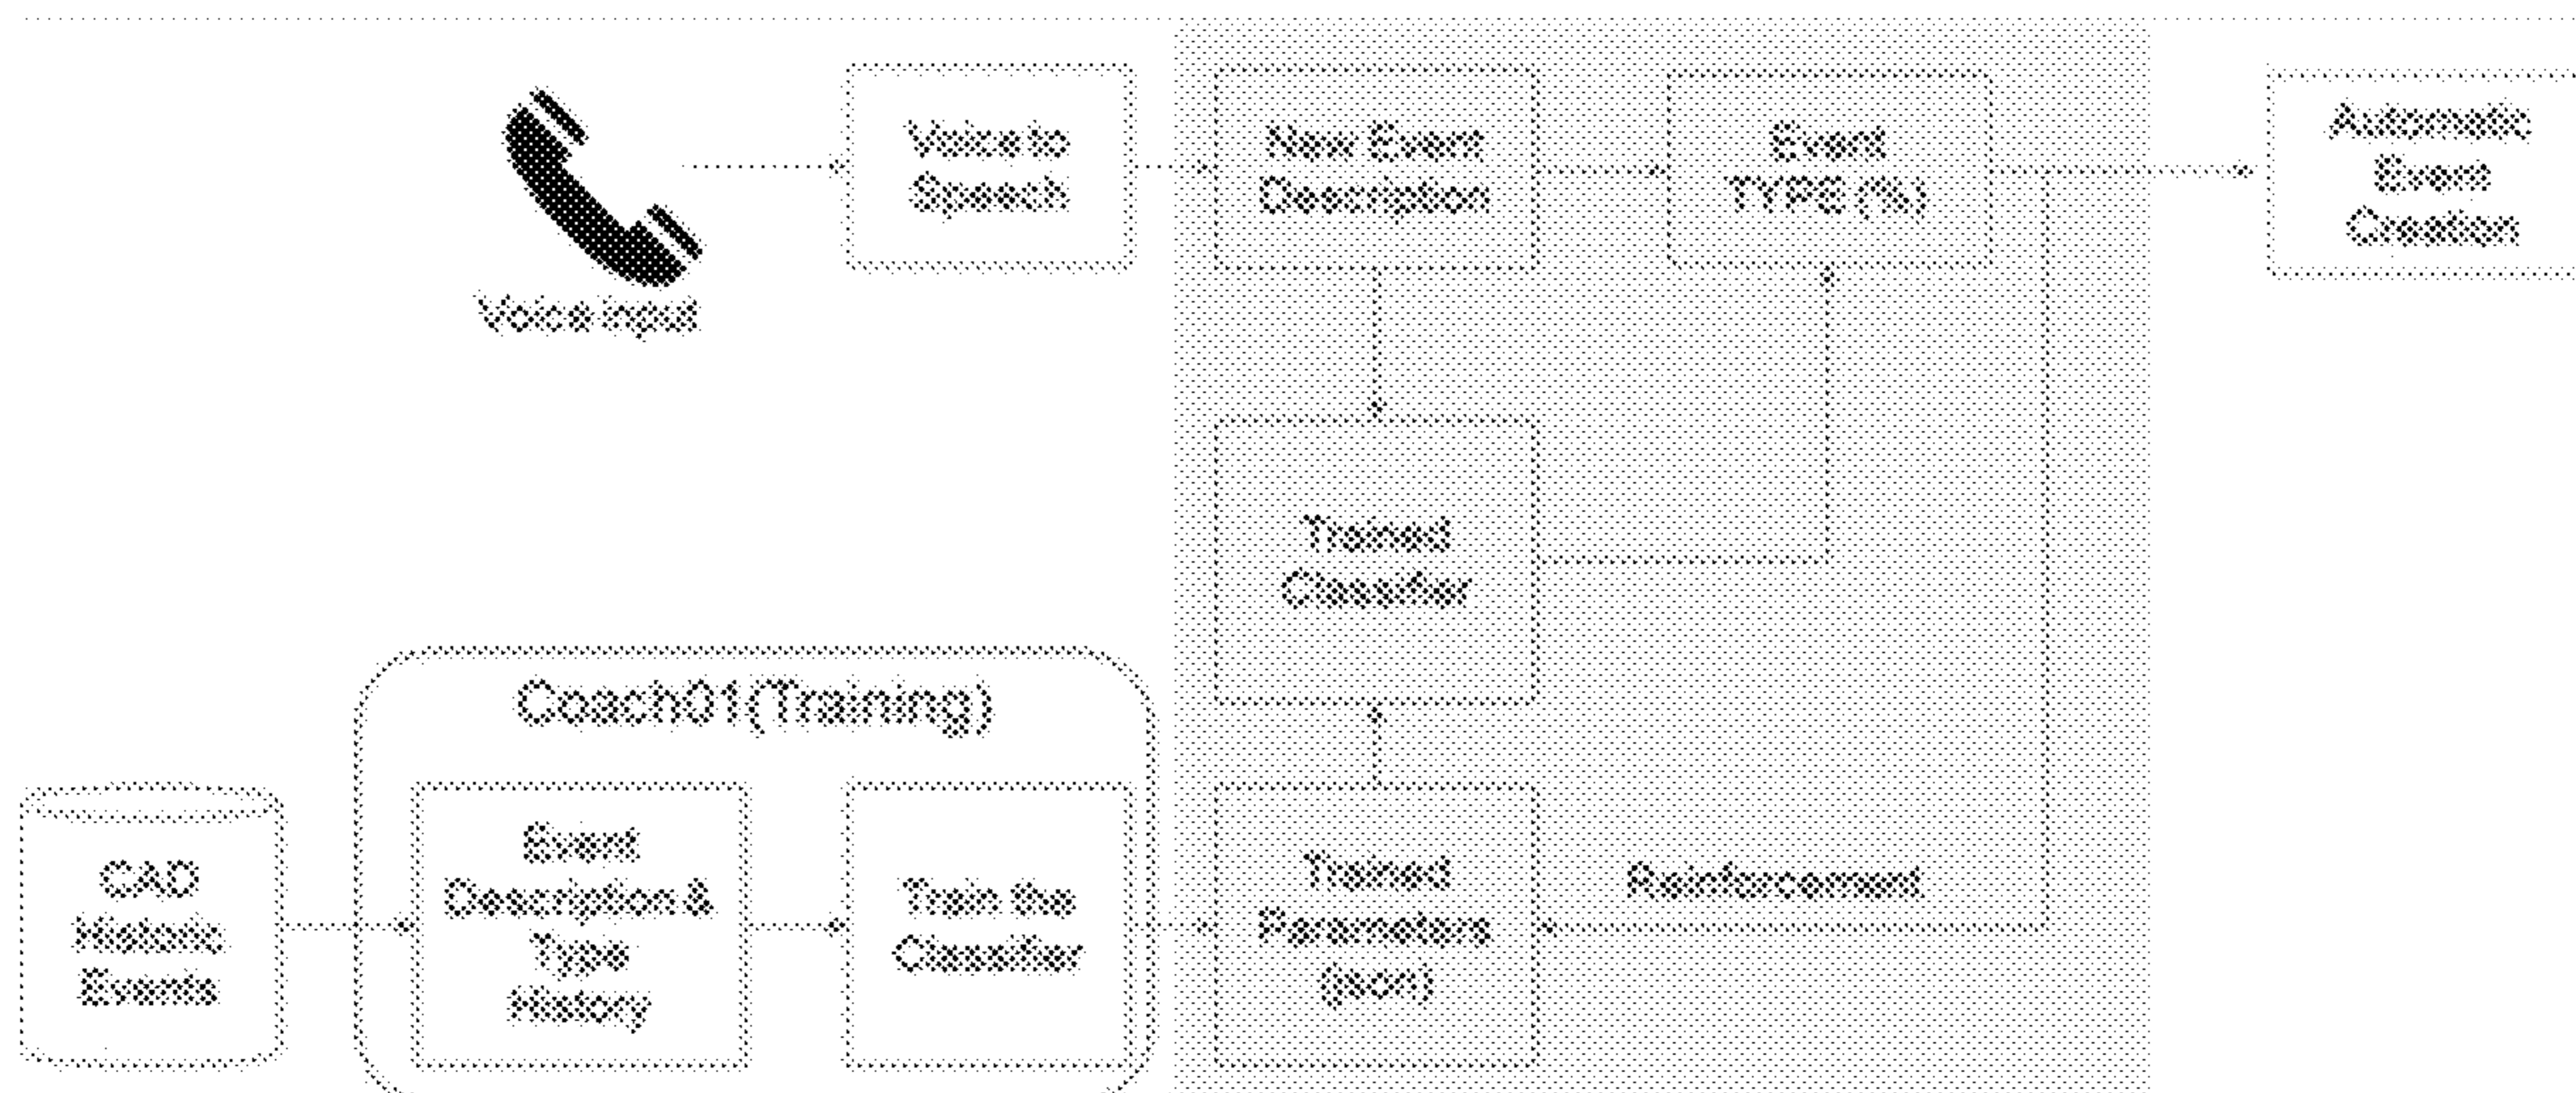 Voice to
Speech
New Event
Description
Event
TYPE (%)
Automatic
Event
Creation
Voice input
Trained
Classifier
Coach01(Training)
CAD
Historic
Events
Event
Description &
Type
History
Train the
Classifier
Trained
Parameters
(json)
Reinforcement